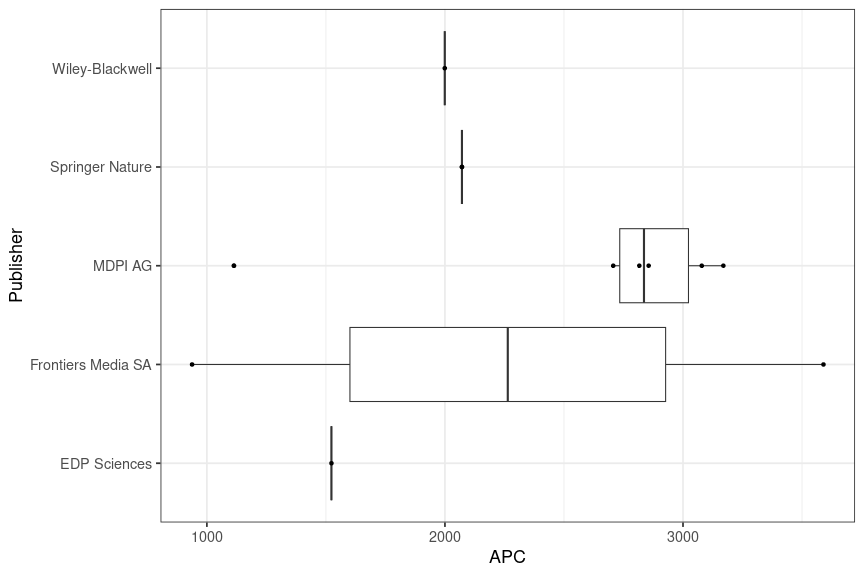 Wiley-Blackwell
Springer Nature
MDPI AG
Frontiers Media SA
EDP Sciences
Publisher
1000 2000 3000
APC